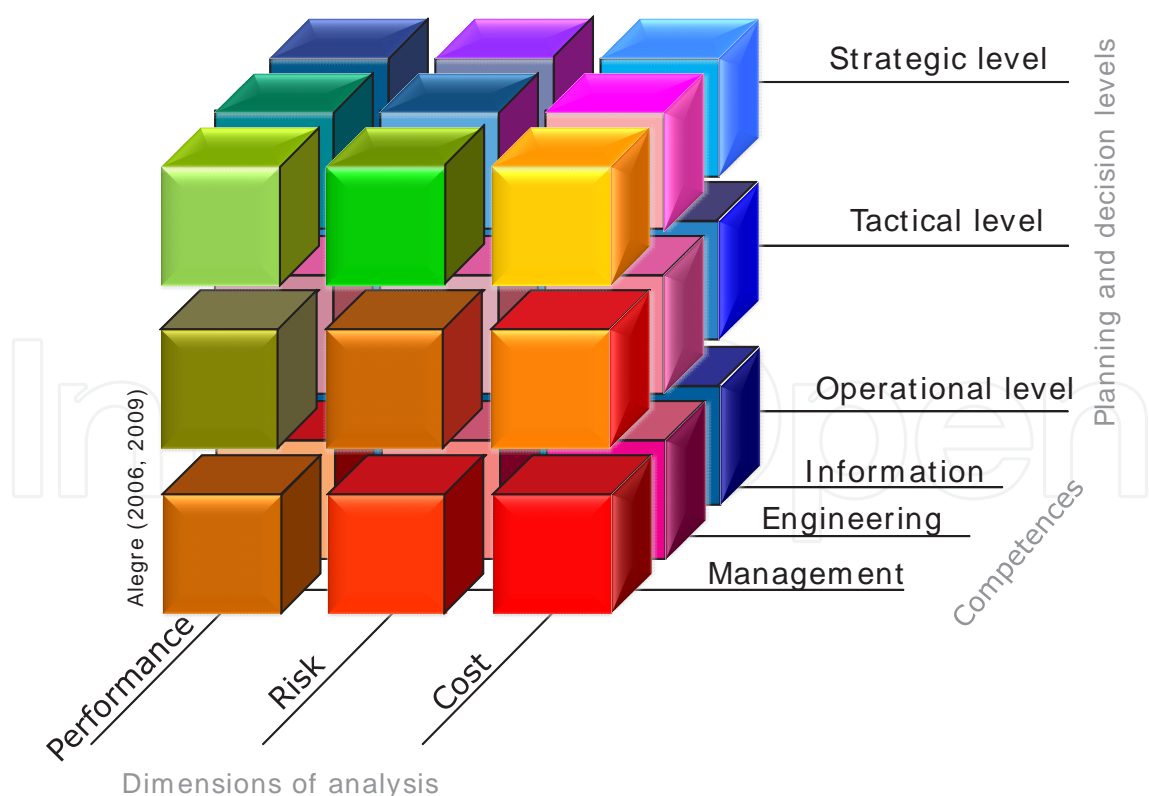 Strategic level
Tactical level
Operational level
Information
Engineering
Management
Planning and decision levels
Competences
Alegre (2006, 2009)
Performance
Risk
Cost
Dimensions of analysis